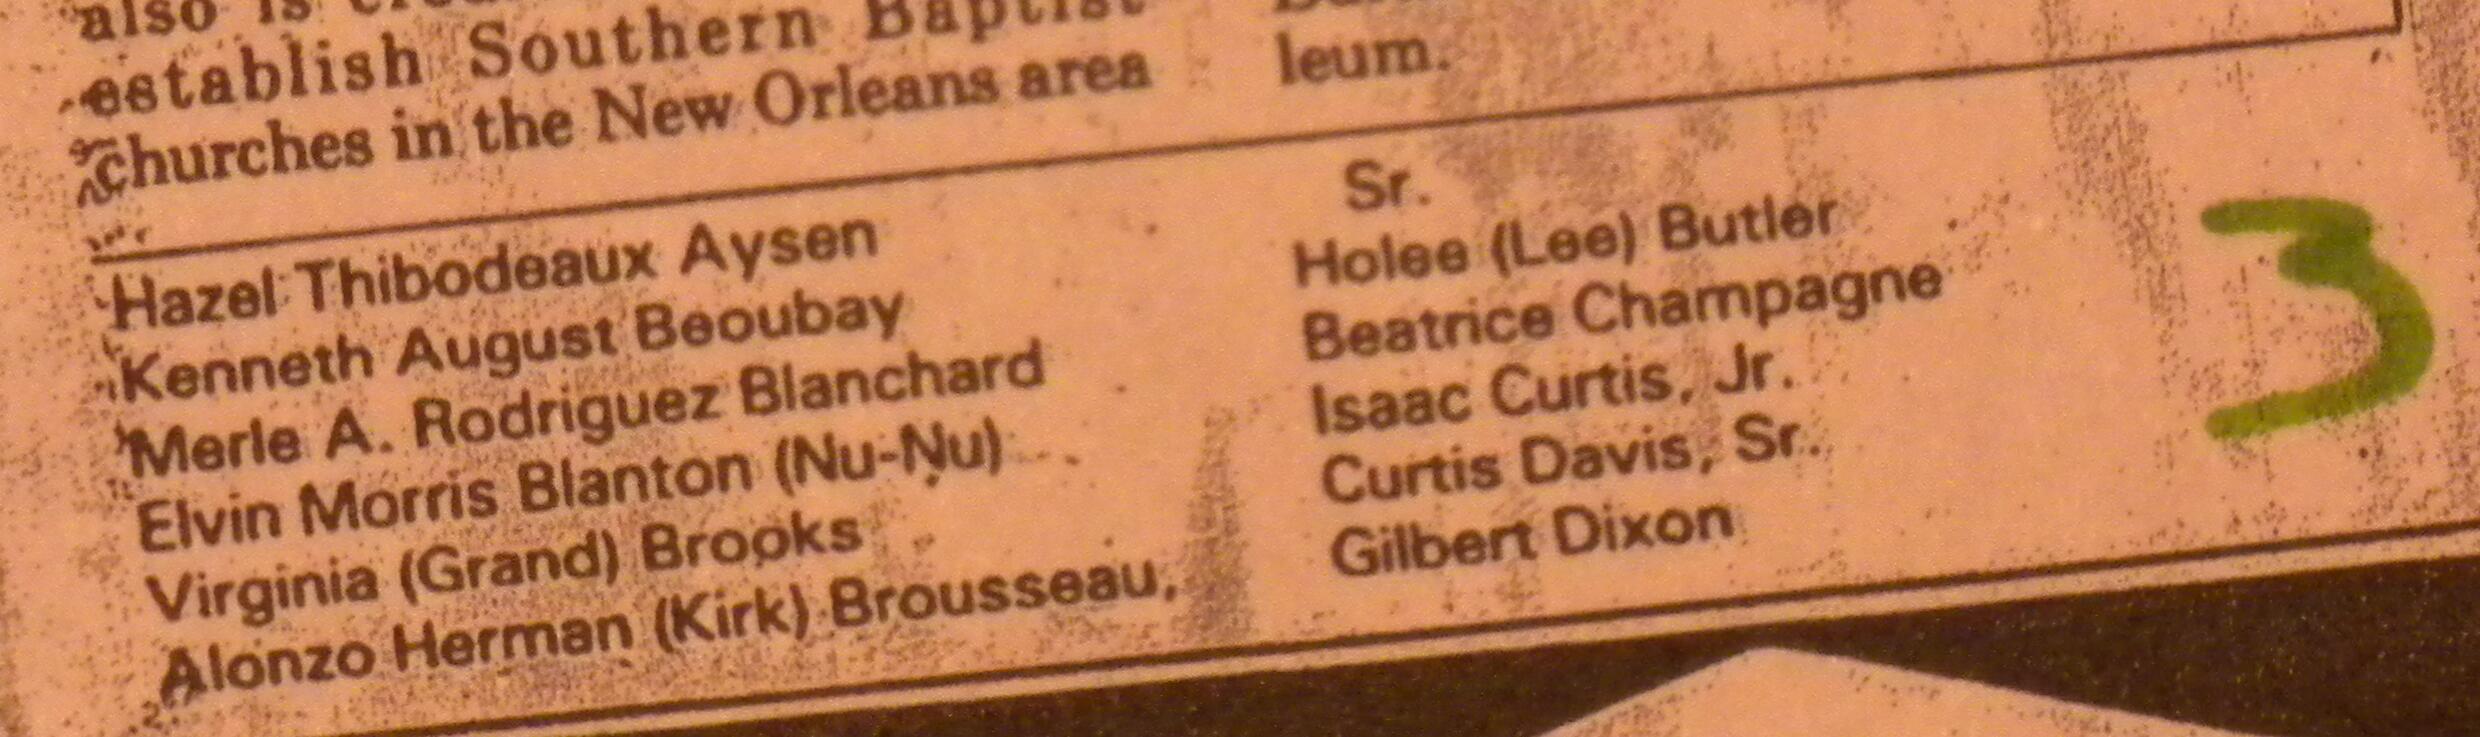 also is
establish Southern Baptist
churches in the New Orleans area
leum.
Hazel Thibodeaux Aysen
Kenneth August Beoubay
Merle A. Rodriguez Blanchard
Elvin Morris Blanton (Nu-Nu)
Virginia (Grand) Brooks
Alonzo Herman (Kirk) Brousseau,
Sr.
Holee (Lee) Butler
Beatrice Champagne
Isaac Curtis, Jr.
Curtis Davis, Sr.
Gilbert Dixon
3